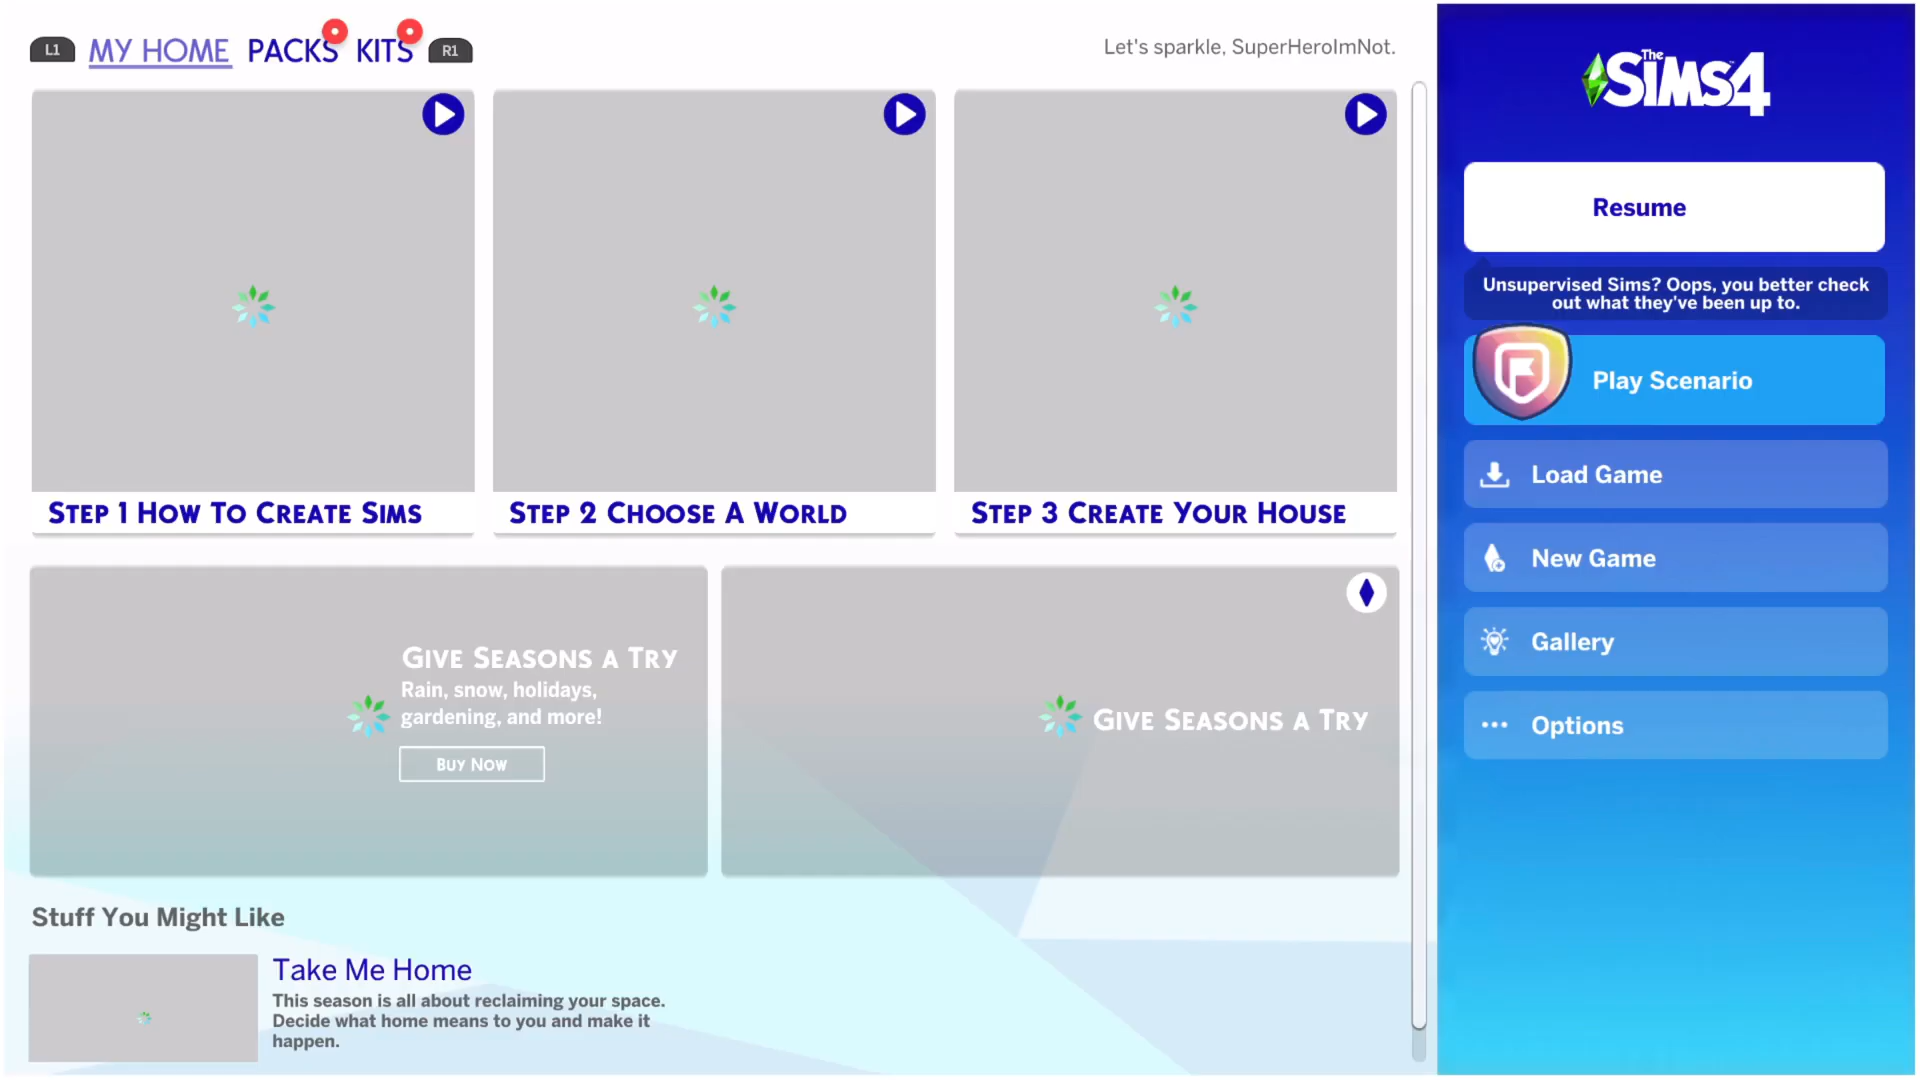 L1 MY HOME PACKS KITS R1
Let's sparkle, SuperHeroImNot.
STEP 1 HOW TO CREATE SIMS
STEP 2 CHOOSE A WORLD
STEP 3 CREATE YOUR HOUSE
GIVE SEASONS A TRY
Rain, snow, holidays,
gardening, and more!
BUY NOW
GIVE SEASONS A TRY
Stuff You Might Like
Take Me Home
This season is all about reclaiming your space.
Decide what home means to you and make it
happen.
The SIMS 4
Resume
Unsupervised Sims? Oops, you better check
out what they've been up to.
Play Scenario
Load Game
New Game
Gallery
Options